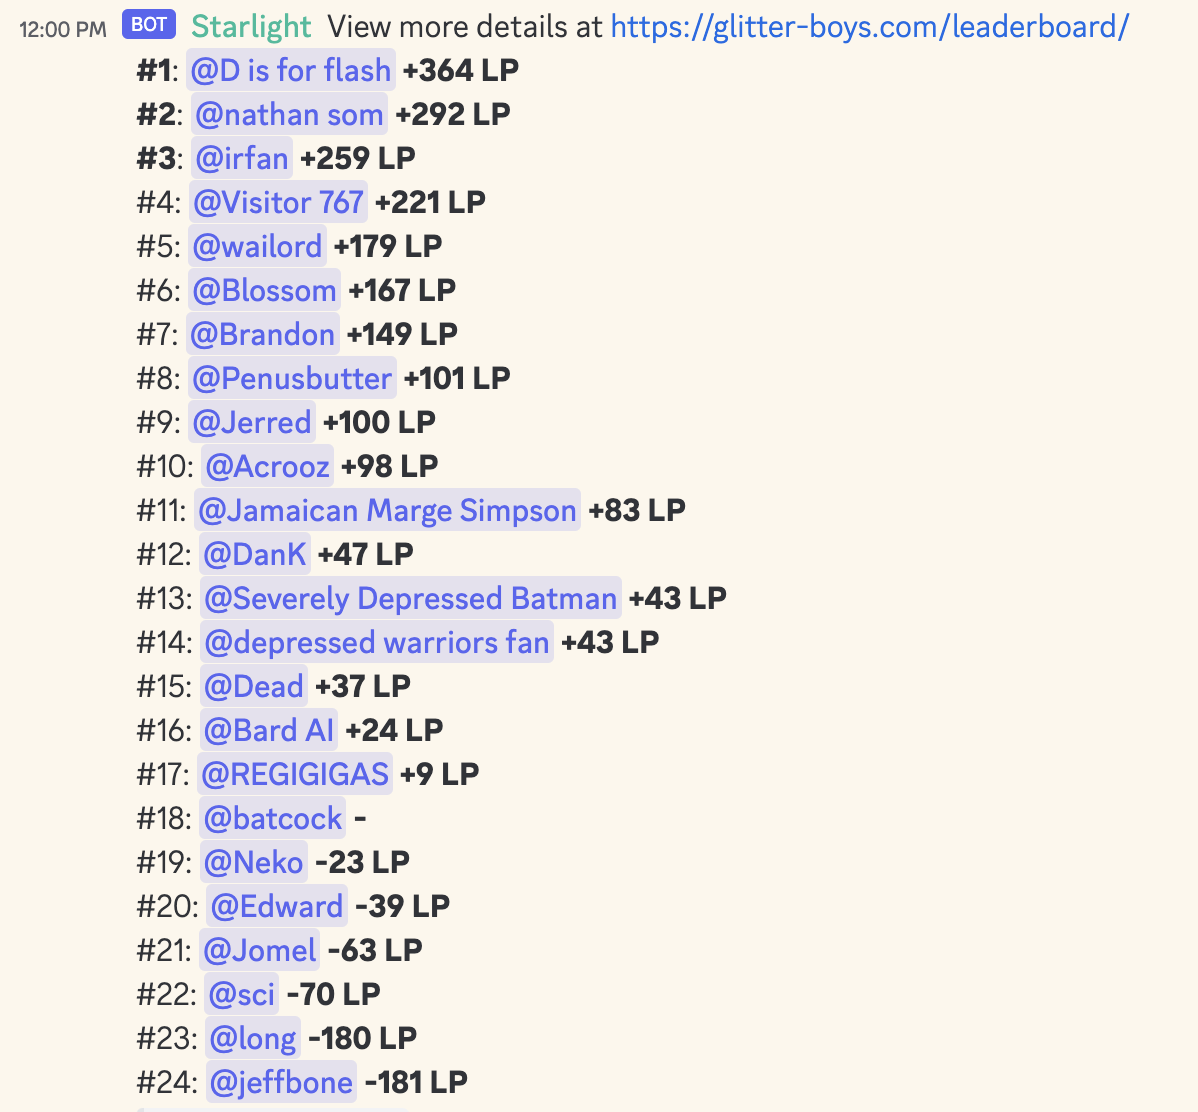 12:00 PM BOT Starlight View more details at https://glitter-boys.com/leaderboard/
#1: @D is for flash +364 LP
#2: @nathan som +292 LP
#3: @irfan +259 LP
#4: @Visitor 767 +221 LP
#5: @wailord +179 LP
#6: @Blossom +167 LP
#7: @Brandon +149 LP
#8: @Penusbutter +101 LP
#9: @Jerred +100 LP
#10: @Acrooz +98 LP
#11: @Jamaican Marge Simpson +83 LP
#12: @DanK +47 LP
#13: @Severely Depressed Batman +43 LP
#14: @depressed warriors fan +43 LP
#15: @Dead +37 LP
#16: @Bard AI +24 LP
#17: @REGIGIGAS +9 LP
#18: @batcock -
#19: @Neko -23 LP
#20: @Edward -39 LP
#21: @Jomel -63 LP
#22: @sci -70 LP
#23: @long -180 LP
#24: @jeffbone -181 LP